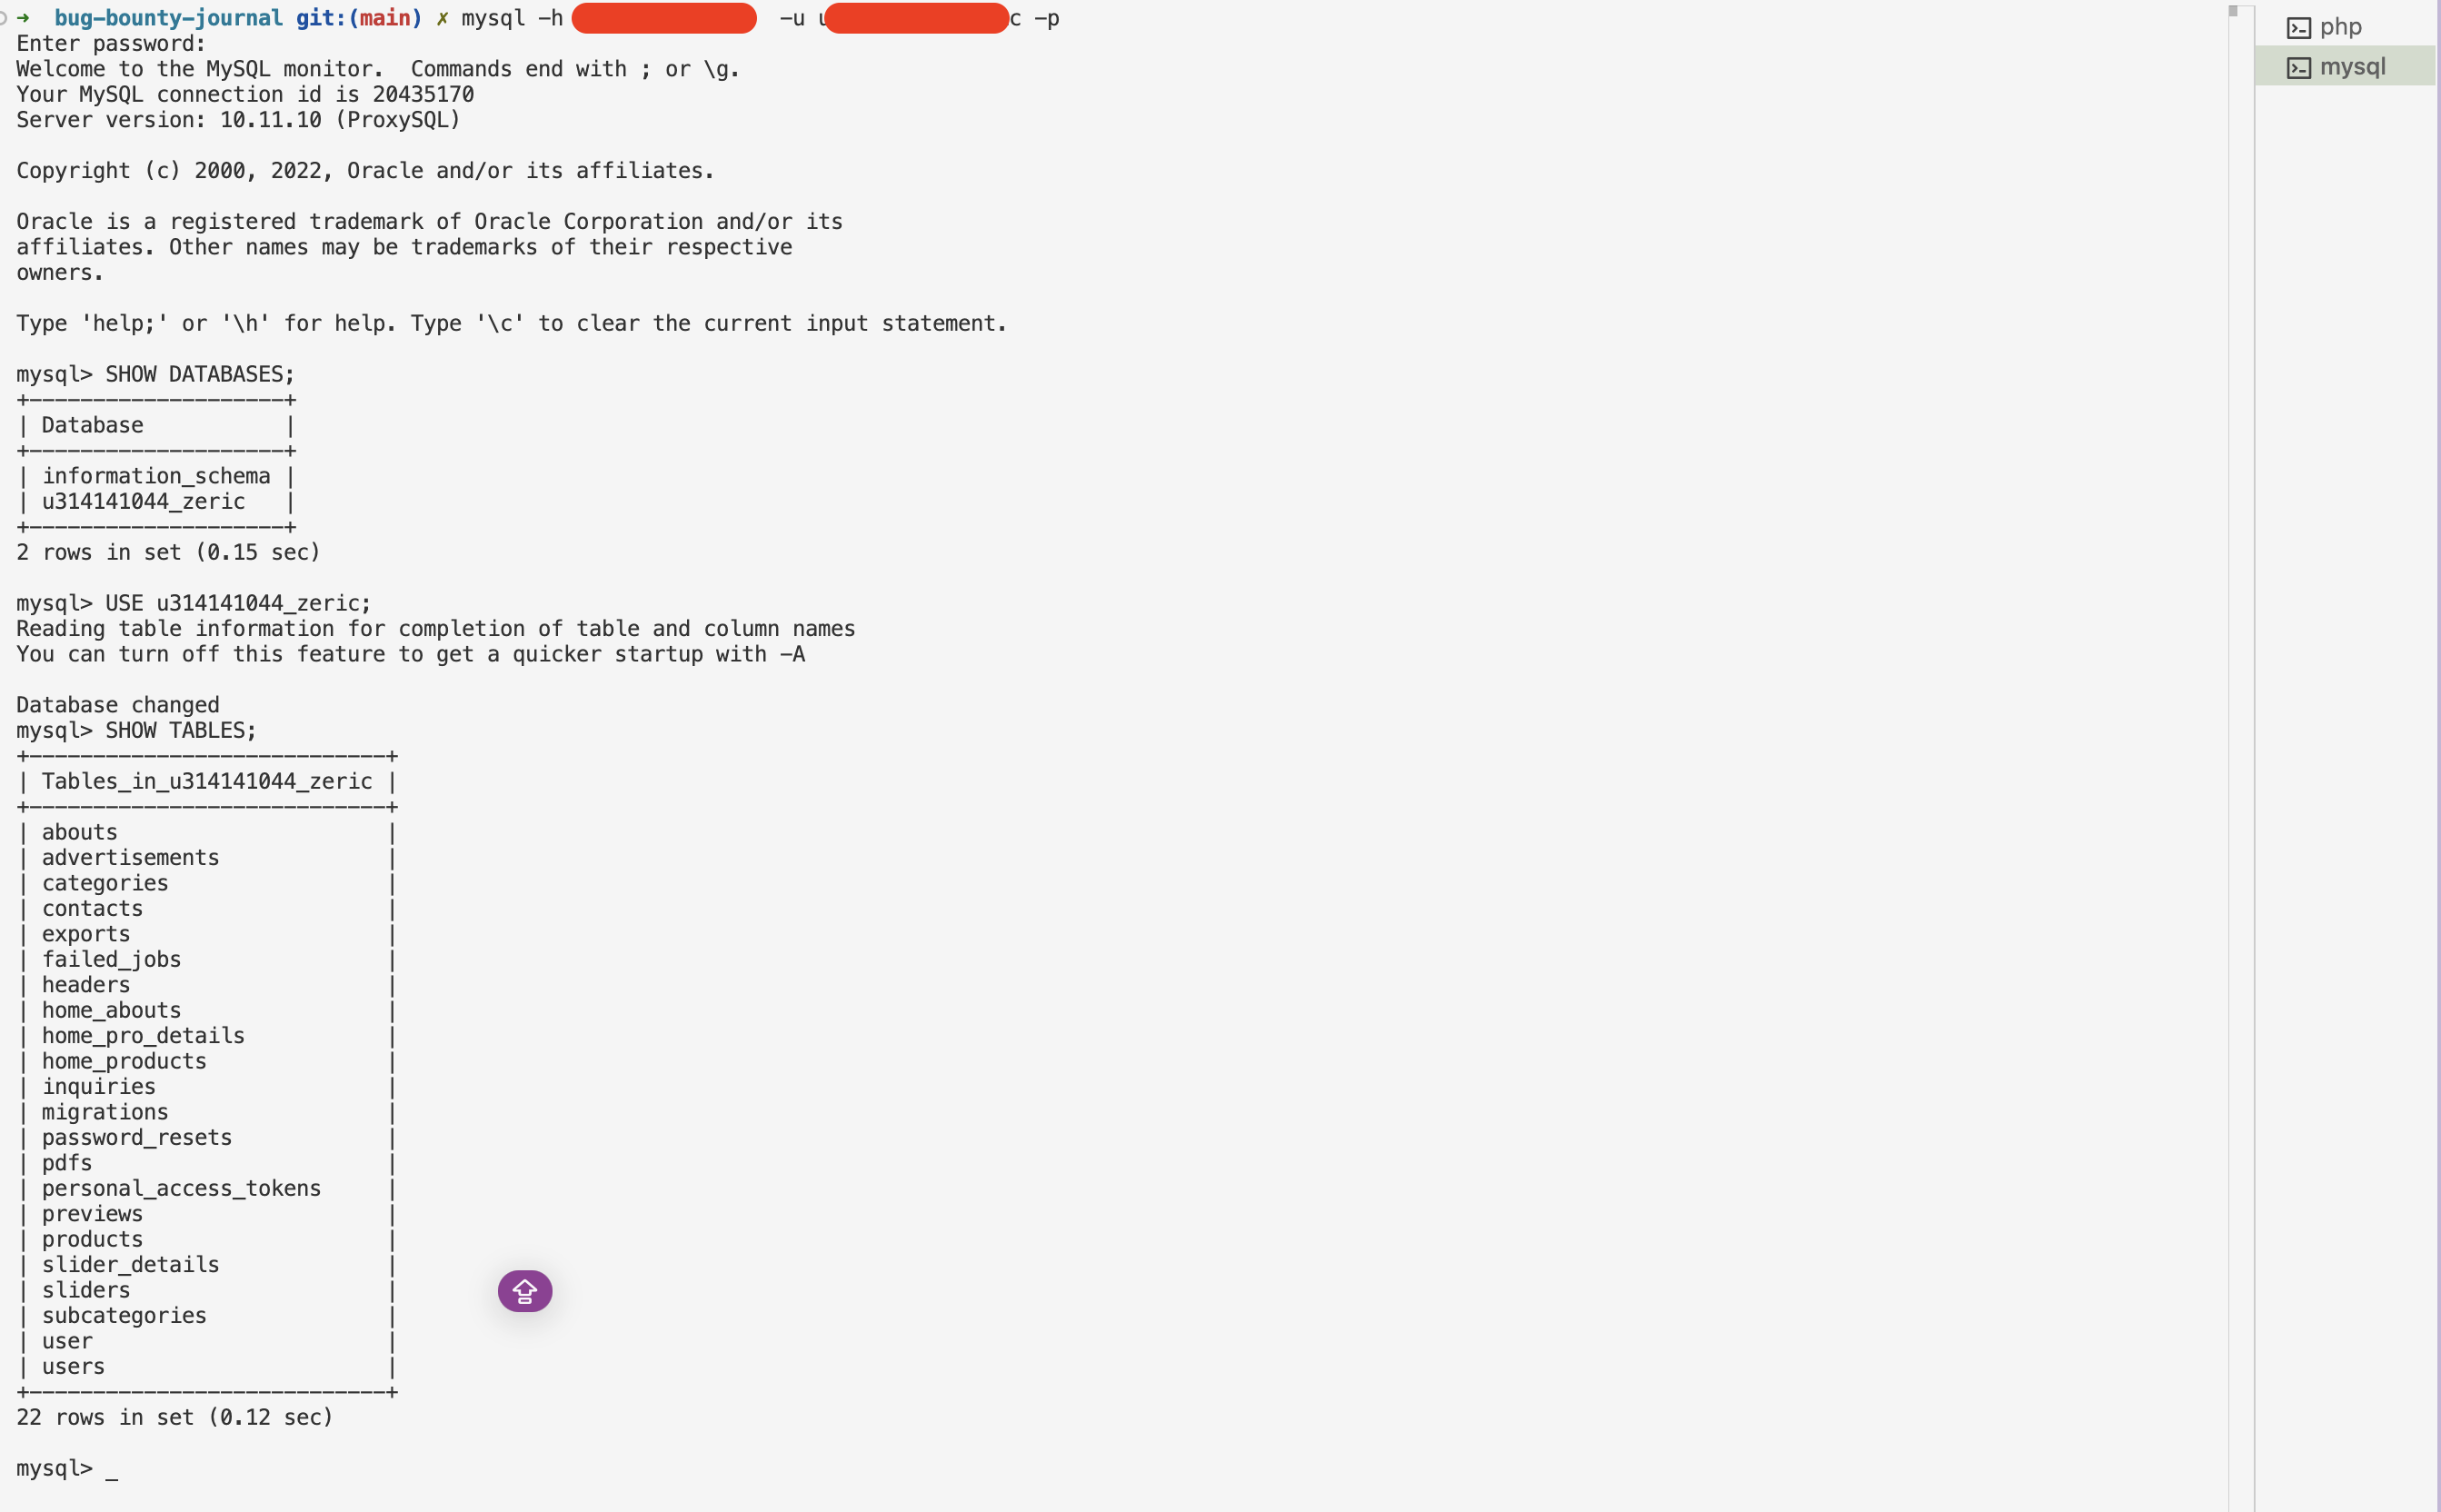 ➜ bug-bounty-journal git:(main) ✗ mysql -h -u u c -p
Enter password:
Welcome to the MySQL monitor.  Commands end with ; or \g.
Your MySQL connection id is 20435170
Server version: 10.11.10 (ProxySQL)
Copyright (c) 2000, 2022, Oracle and/or its affiliates.
Oracle is a registered trademark of Oracle Corporation and/or its
affiliates. Other names may be trademarks of their respective
owners.
Type 'help;' or '\h' for help. Type '\c' to clear the current input statement.
mysql> SHOW DATABASES;
+--------------------+
| Database           |
+--------------------+
| information_schema |
| u314141044_zeric   |
+--------------------+
2 rows in set (0.15 sec)
mysql> USE u314141044_zeric;
Reading table information for completion of table and column names
You can turn off this feature to get a quicker startup with -A
Database changed
mysql> SHOW TABLES;
+----------------------------+
| Tables_in_u314141044_zeric |
+----------------------------+
| abouts                     |
| advertisements             |
| categories                 |
| contacts                   |
| exports                    |
| failed_jobs                |
| headers                    |
| home_abouts                |
| home_pro_details           |
| home_products              |
| inquiries                  |
| migrations                 |
| password_resets            |
| pdfs                       |
| personal_access_tokens     |
| previews                   |
| products                   |
| slider_details             |
| sliders                    |
| subcategories              |
| user                       |
| users                      |
+----------------------------+
22 rows in set (0.12 sec)
mysql> _
php
mysql